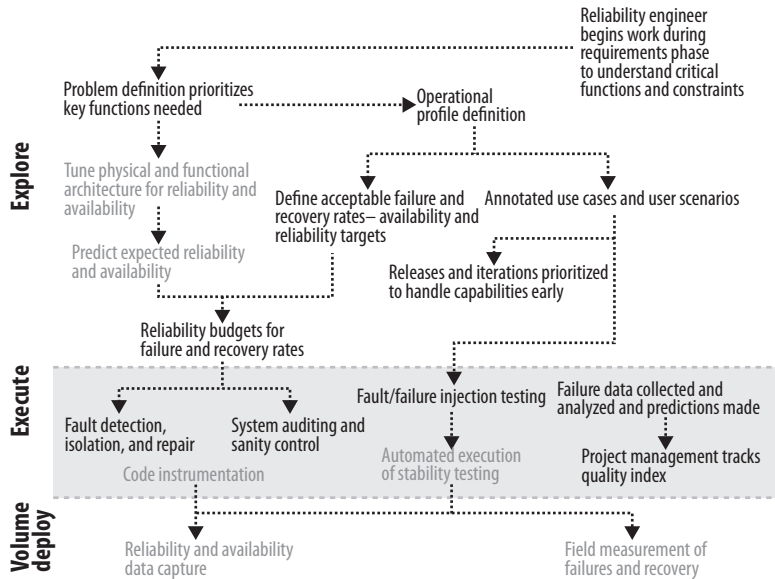 Reliability engineer
begins work during
requirements phase
to understand critical
functions and constraints
Problem definition prioritizes
key functions needed
Operational
profile definition
Explore
Tune physical and functional
architecture for reliability and
availability
Define acceptable failure and
recovery rates– availability and
reliability targets
Annotated use cases and user scenarios
Predict expected reliability
and availability
Releases and iterations prioritized
to handle capabilities early
Reliability budgets for
failure and recovery rates
Execute
Fault detection,
isolation, and repair
System auditing and
sanity control
Fault/failure injection testing
Failure data collected and
analyzed and predictions made
Code instrumentation
Automated execution
of stability testing
Project management tracks
quality index
Volume
deploy
Reliability and availability
data capture
Field measurement of
failures and recovery